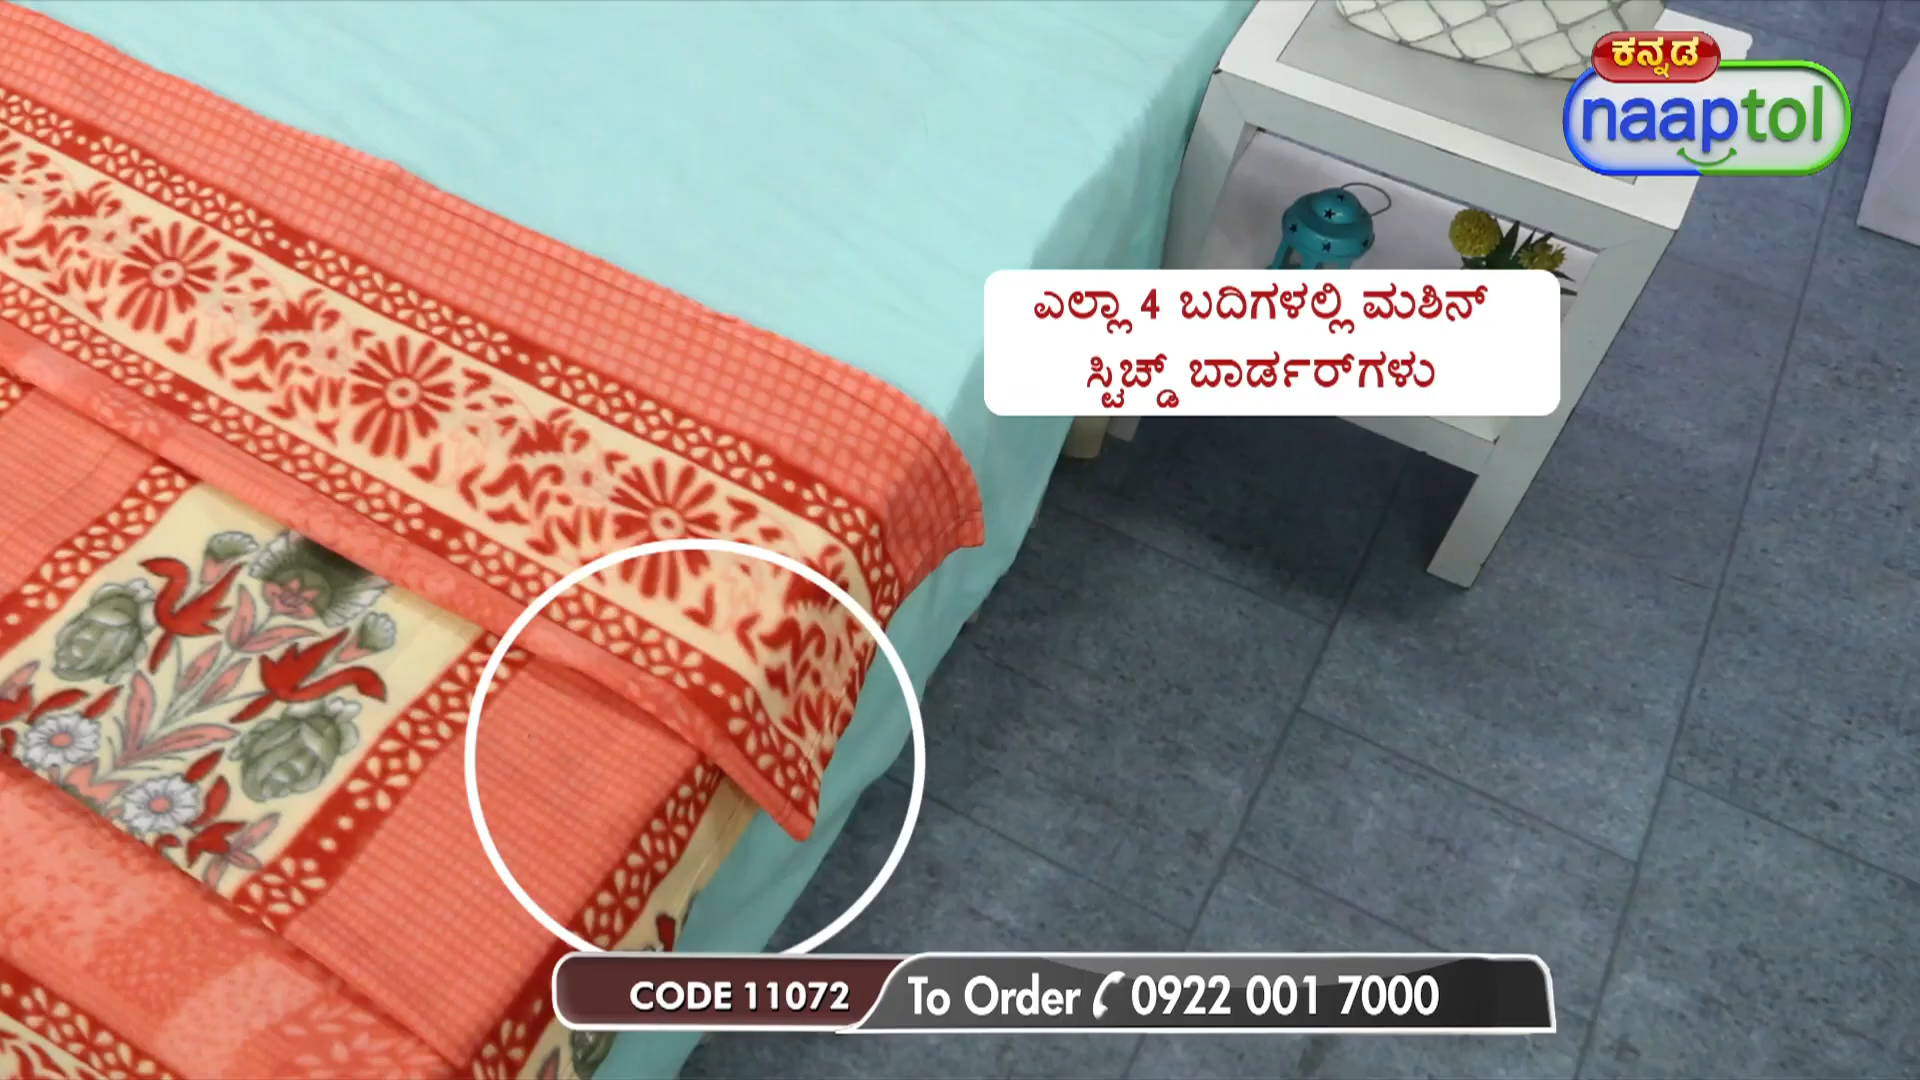 ಕನ್ನಡ
naaptol
ಎಲ್ಲಾ 4 ಬದಿಗಳಲ್ಲಿ ಮಶಿನ್
ಸ್ಟಿಚ್ಡ್ ಬಾರ್ಡರ್‌ಗಳು
CODE 11072 To Order 0922 001 7000